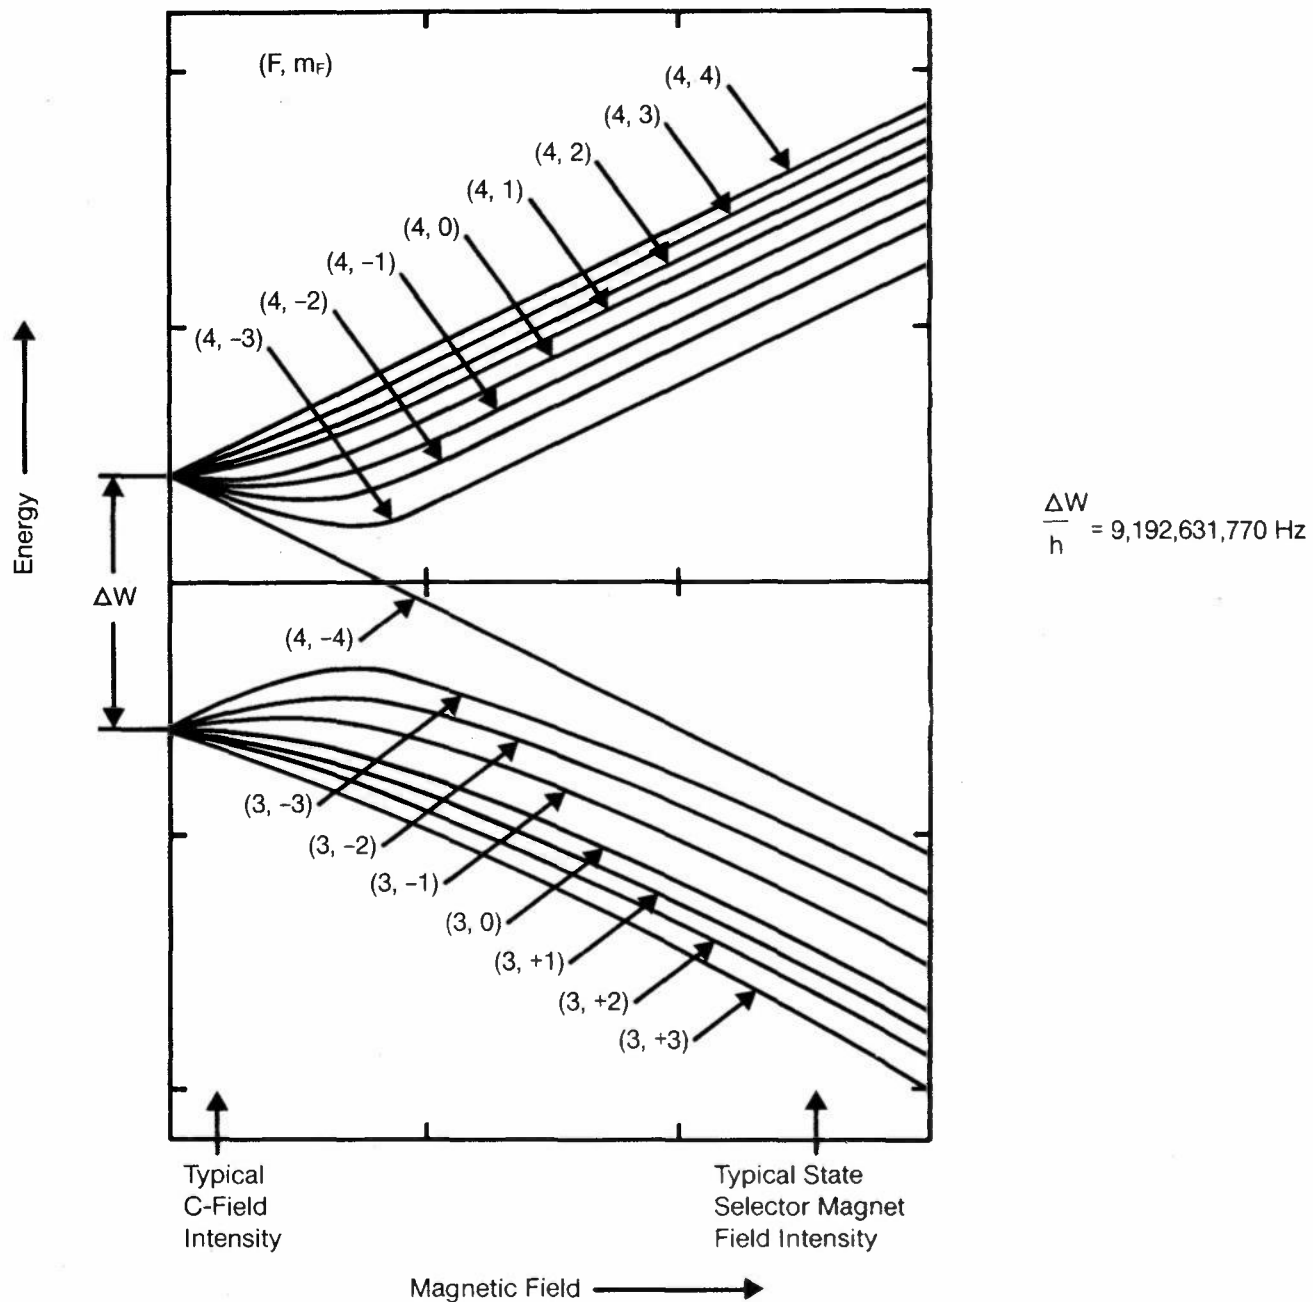 (F, mF)
(4, 4)
(4, 3)
(4, 2)
(4, 1)
(4, 0)
(4, −1)
(4, −2)
(4, −3)
Energy
ΔW
ΔW
h
= 9,192,631,770 Hz
(4, −4)
(3, −3)
(3, −2)
(3, −1)
(3, 0)
(3, +1)
(3, +2)
(3, +3)
Typical
C-Field
Intensity
Typical State
Selector Magnet
Field Intensity
Magnetic Field